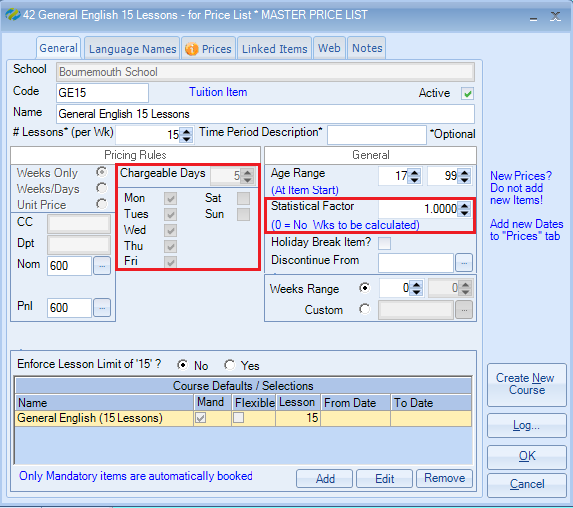 42 General English 15 Lessons - for Price List * MASTER PRICE LIST
General Language Names Prices Linked Items Web Notes
School Bournemouth School
Code GE15 Tuition Item Active
Name General English 15 Lessons
# Lessons* (per Wk) 15 Time Period Description* *Optional
Pricing Rules
Weeks Only
Weeks/Days
Unit Price
CC
Dpt
Nom 600 ...
Pnl 600 ...
Chargeable Days 5
Mon Sat
Tues Sun
Wed
Thu
Fri
General
Age Range 17 99
(At Item Start)
Statistical Factor 1.0000
(0 = No Wks to be calculated)
Holiday Break Item?
Discontinue From ...
Weeks Range 0 0
Custom ...
New Prices?
Do not add
new Items!
Add new Dates
to "Prices" tab
Enforce Lesson Limit of '15' ? No Yes
Course Defaults / Selections
Name Mand Flexible Lesson From Date To Date
General English (15 Lessons) 15
Only Mandatory items are automatically booked
Add Edit Remove
Create New
Course
Log...
OK
Cancel